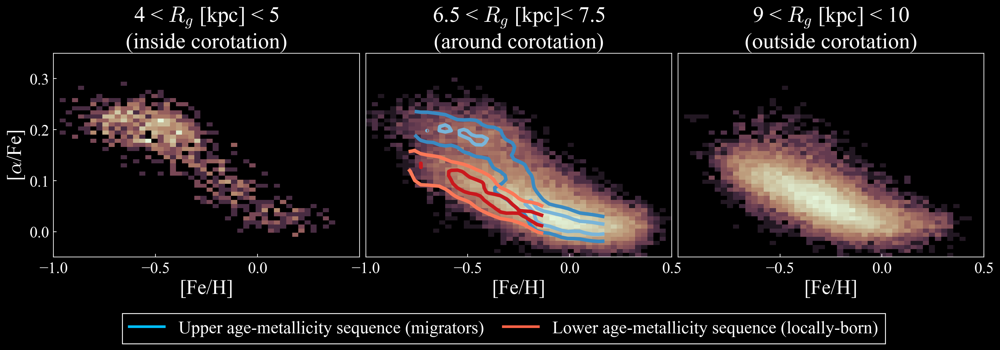 4 < R_g [kpc] < 5
(inside corotation)
6.5 < R_g [kpc]< 7.5
(around corotation)
9 < R_g [kpc] < 10
(outside corotation)
[α/Fe]
0.3
0.2
0.1
0.0
−1.0 −0.5 0.0
−1.0 −0.5 0.0 0.5
−0.5 0.0 0.5
[Fe/H]
[Fe/H]
[Fe/H]
Upper age-metallicity sequence (migrators)
Lower age-metallicity sequence (locally-born)